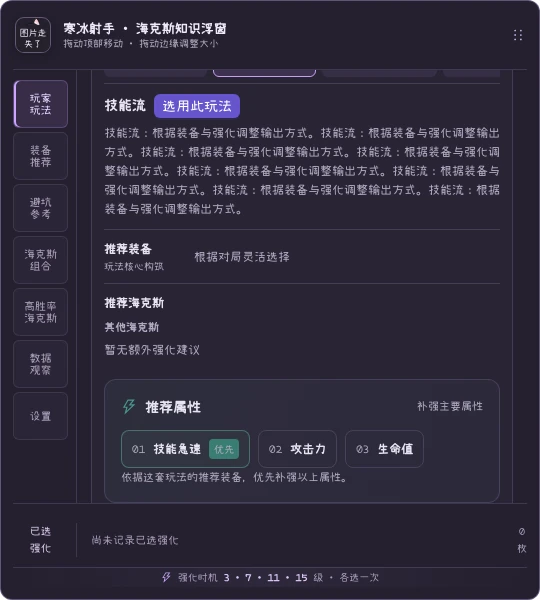 图片走
失了
寒冰射手 · 海克斯知识浮窗
拖动顶部移动 · 拖动边缘调整大小
玩家
玩法
装备
推荐
避坑
参考
海克斯
组合
高胜率
海克斯
数据
观察
设置
技能流 选用此玩法
技能流：根据装备与强化调整输出方式。技能流：根据装备与强化调整输出
方式。技能流：根据装备与强化调整输出方式。技能流：根据装备与强化调
整输出方式。技能流：根据装备与强化调整输出方式。技能流：根据装备与
强化调整输出方式。技能流：根据装备与强化调整输出方式。技能流：根据
装备与强化调整输出方式。
推荐装备
玩法核心构筑
根据对局灵活选择
推荐海克斯
其他海克斯
暂无额外强化建议
推荐属性 补强主要属性
01 技能急速 优先 02 攻击力 03 生命值
依据这套玩法的推荐装备，优先补强以上属性。
已选
强化
尚未记录已选强化
0
枚
强化时机 3 · 7 · 11 · 15 级 · 各选一次